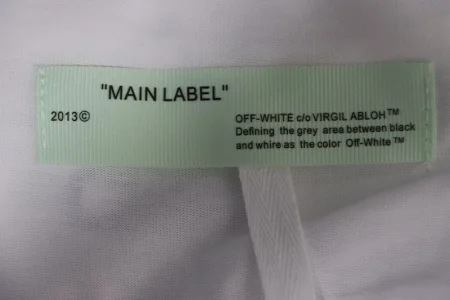 "MAIN LABEL"
2013©
OFF-WHITE c/o VIRGIL ABLOH™
Defining the grey area between black
and whire as the color Off-White™